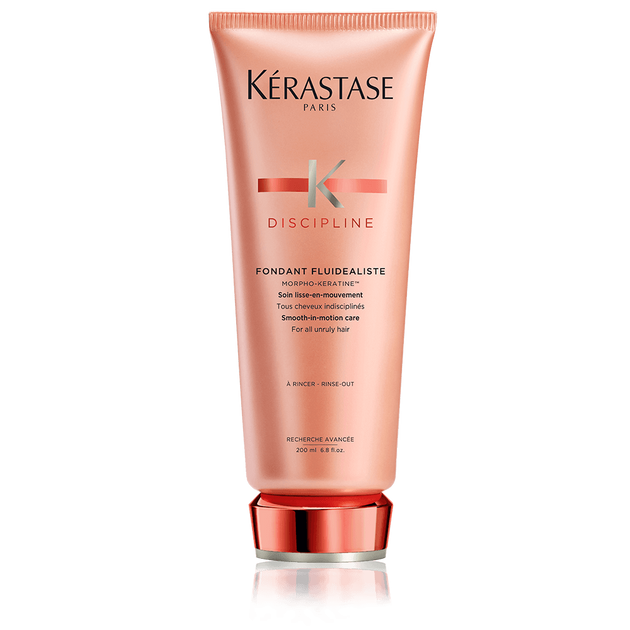 KÉRASTASE
PARIS
K
DISCIPLINE
FONDANT FLUIDEALISTE
MORPHO-KERATINE™
Soin lisse-en-mouvement
Tous cheveux indisciplinés
Smooth-in-motion care
For all unruly hair
À RINCER - RINSE-OUT
RECHERCHE AVANCÉE
200 ml 6.8 fl.oz.